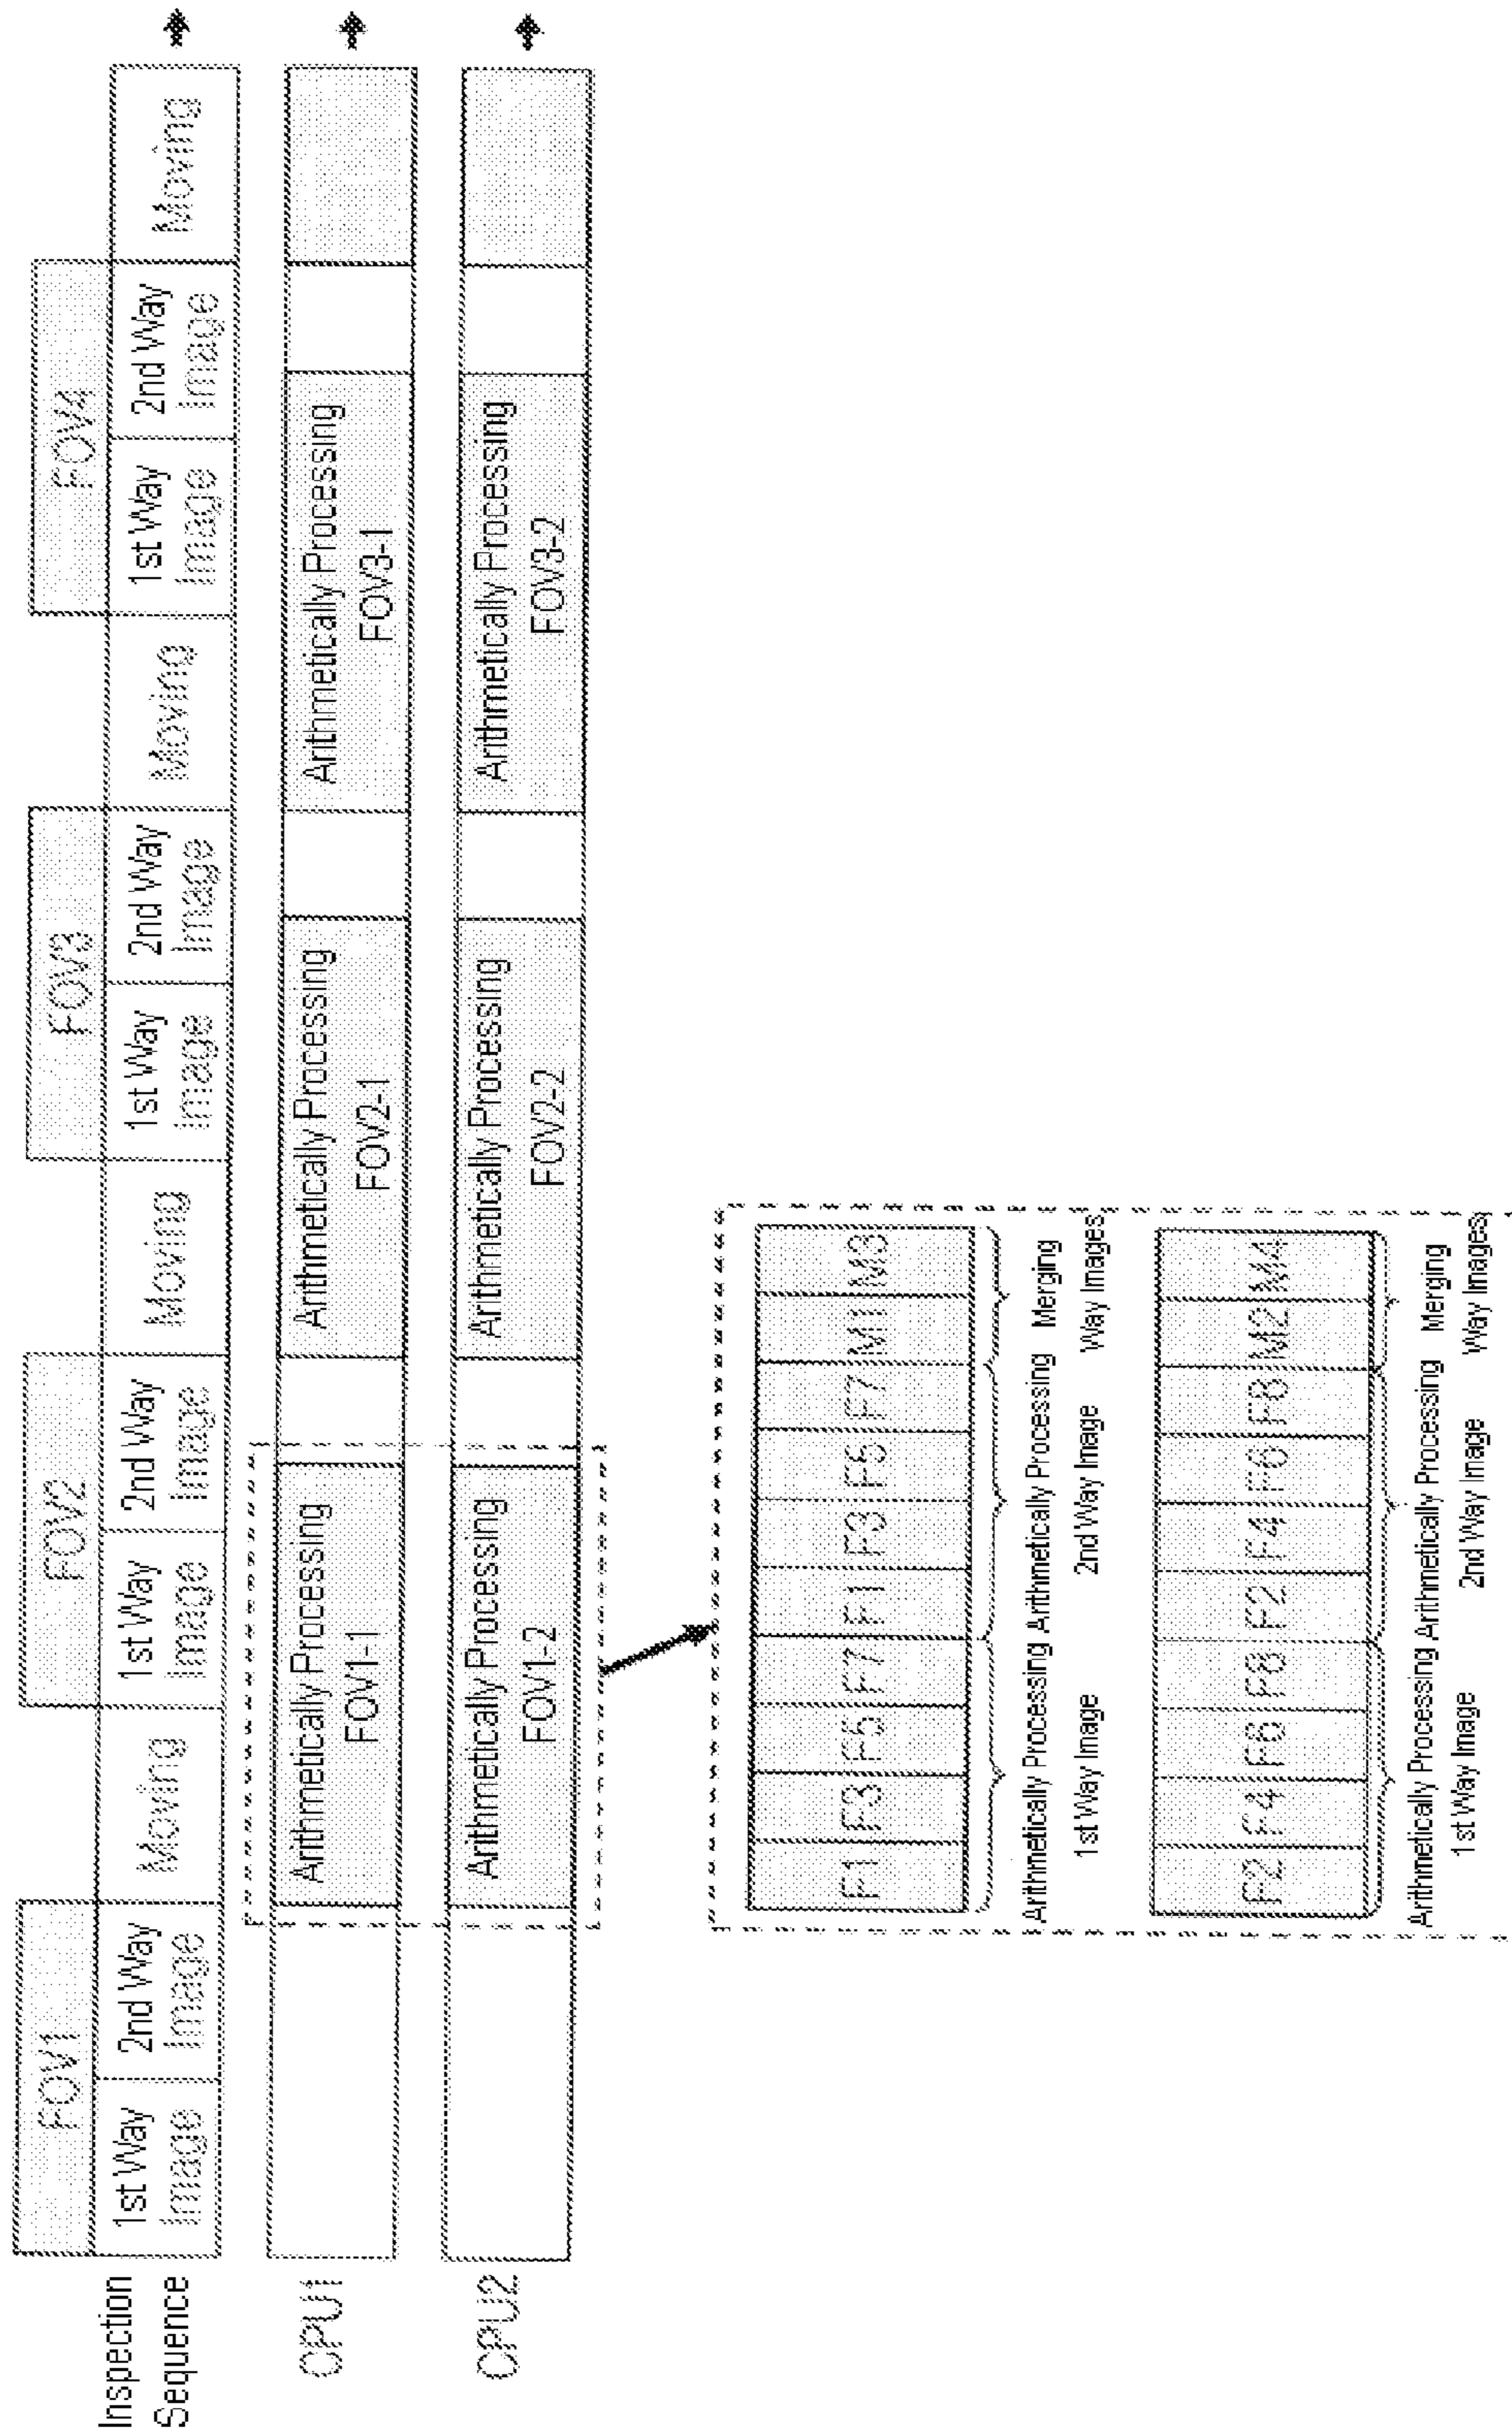 FOV1
FOV2
FOV3
FOV4
Inspection
Sequence
1st Way
Image
2nd Way
Image
Moving
1st Way
Image
2nd Way
Image
Moving
1st Way
Image
2nd Way
Image
Moving
1st Way
Image
2nd Way
Image
Moving
CPU1
Arithmetically Processing
FOV1-1
Arithmetically Processing
FOV2-1
Arithmetically Processing
FOV3-1
CPU2
Arithmetically Processing
FOV1-2
Arithmetically Processing
FOV2-2
Arithmetically Processing
FOV3-2
F1 F3 F5 F7 F1 F3 F5 F7 M1 M3
Arithmetically Processing Arithmetically Processing Merging
1st Way Image 2nd Way Image Way Images
F2 F4 F6 F8 F2 F4 F6 F8 M2 M4
Arithmetically Processing Arithmetically Processing Merging
1st Way Image 2nd Way Image Way Images